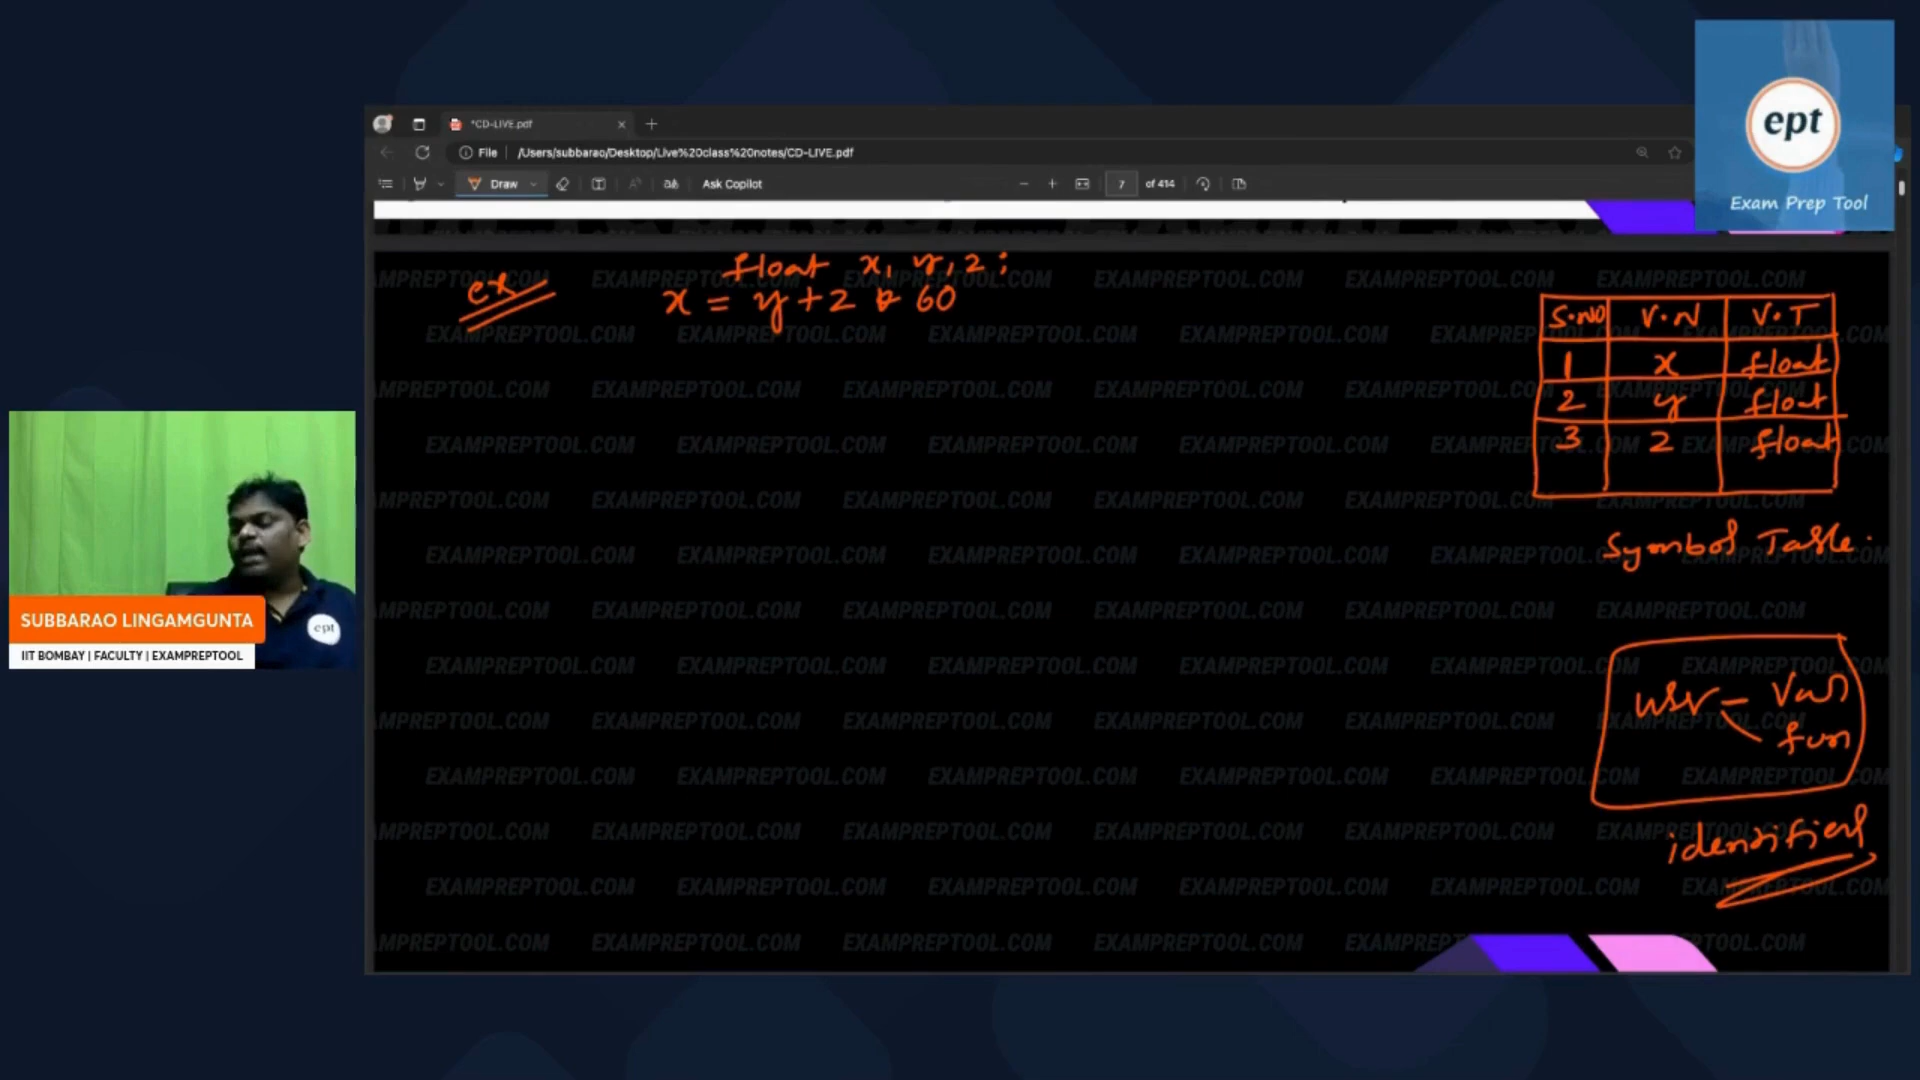 ept
Exam Prep Tool
*CD-LIVE.pdf
File | /Users/subbarao/Desktop/Live%20class%20notes/CD-LIVE.pdf
Draw Ask Copilot 7 of 414
float x, y, z ;
ex
x = y + z * 60
S.NO V.N V.T
1 x float
2 y float
3 z float
Symbol Table.
usr - Var
fun
identifier
SUBBARAO LINGAMGUNTA
ept
IIT BOMBAY | FACULTY | EXAMPREPTOOL
EXAMPREPTOOL.COM